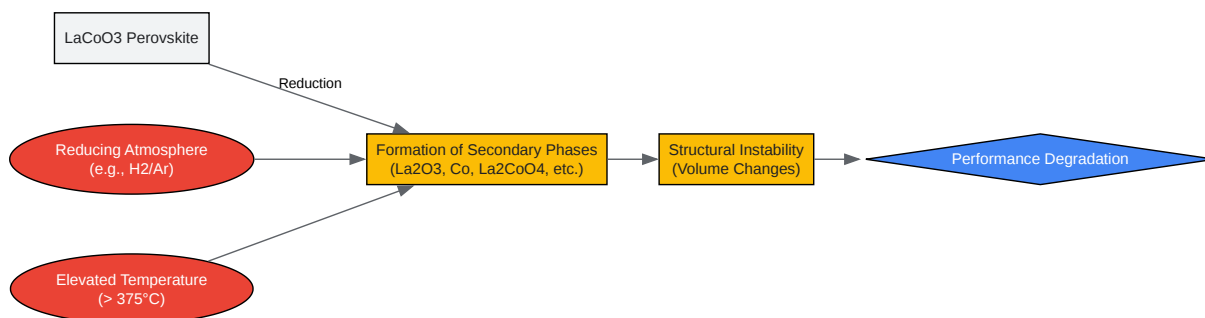 LaCoO3 Perovskite
Reduction
Reducing Atmosphere
(e.g., H2/Ar)
Formation of Secondary Phases
(La2O3, Co, La2CoO4, etc.)
Structural Instability
(Volume Changes)
Performance Degradation
Elevated Temperature
(> 375°C)